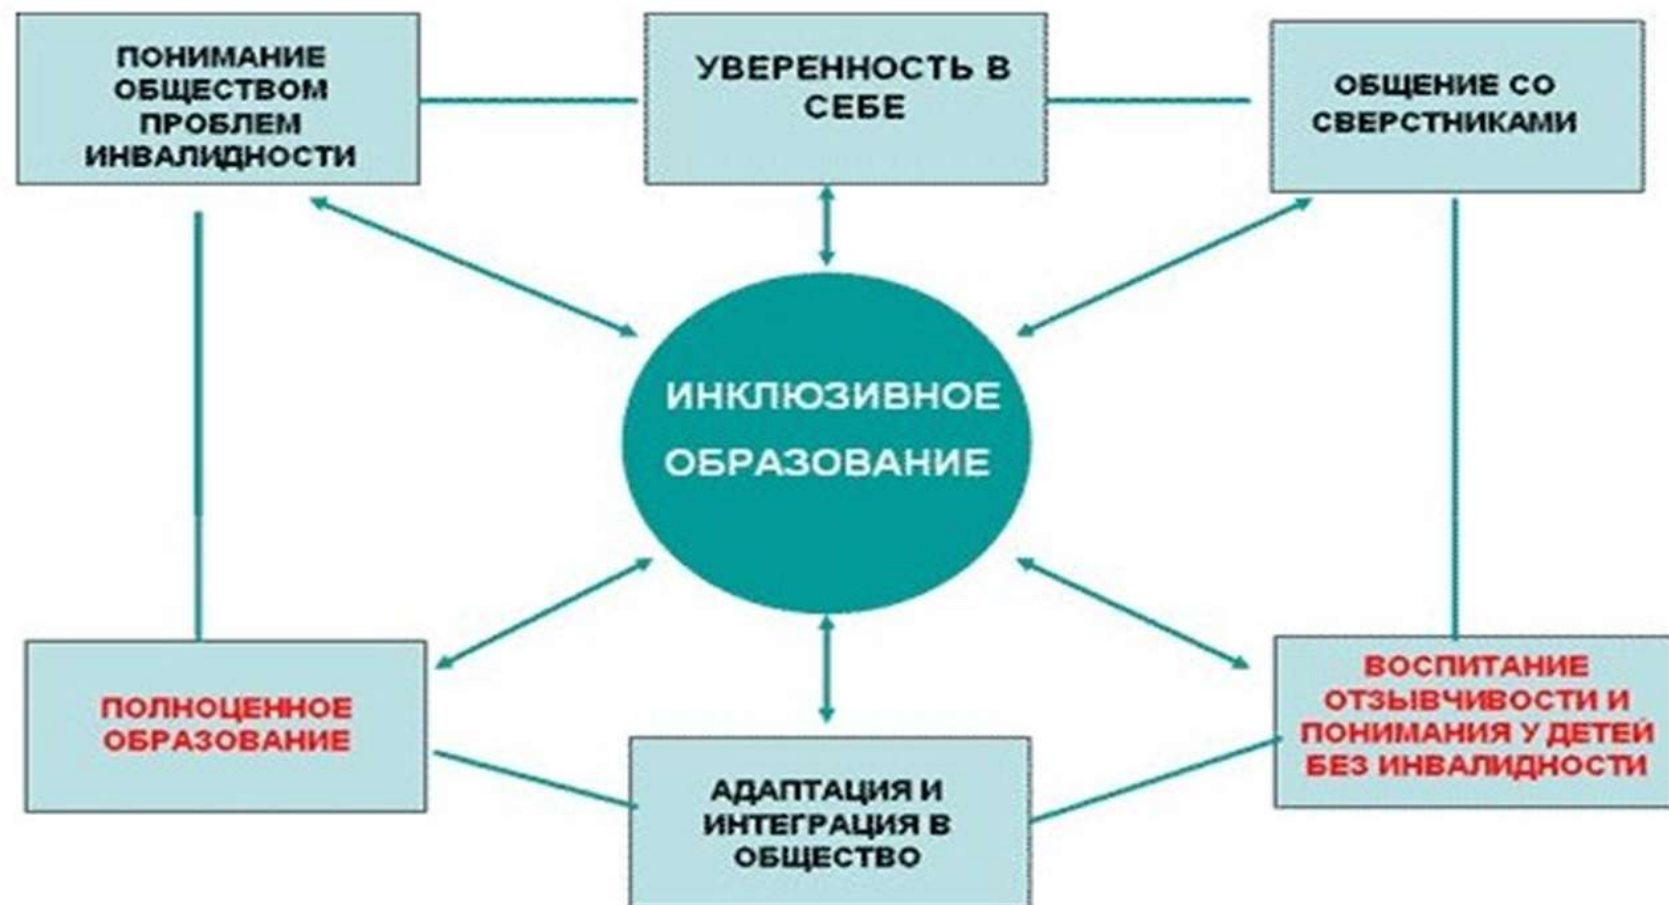 ПОНИМАНИЕ
ОБЩЕСТВОМ
ПРОБЛЕМ
ИНВАЛИДНОСТИ
УВЕРЕННОСТЬ В
СЕБЕ
ОБЩЕНИЕ СО
СВЕРСТНИКАМИ
ИНКЛЮЗИВНОЕ
ОБРАЗОВАНИЕ
ПОЛНОЦЕННОЕ
ОБРАЗОВАНИЕ
АДАПТАЦИЯ И
ИНТЕГРАЦИЯ В
ОБЩЕСТВО
ВОСПИТАНИЕ
ОТЗЫВЧИВОСТИ И
ПОНИМАНИЯ У ДЕТЕЙ
БЕЗ ИНВАЛИДНОСТИ